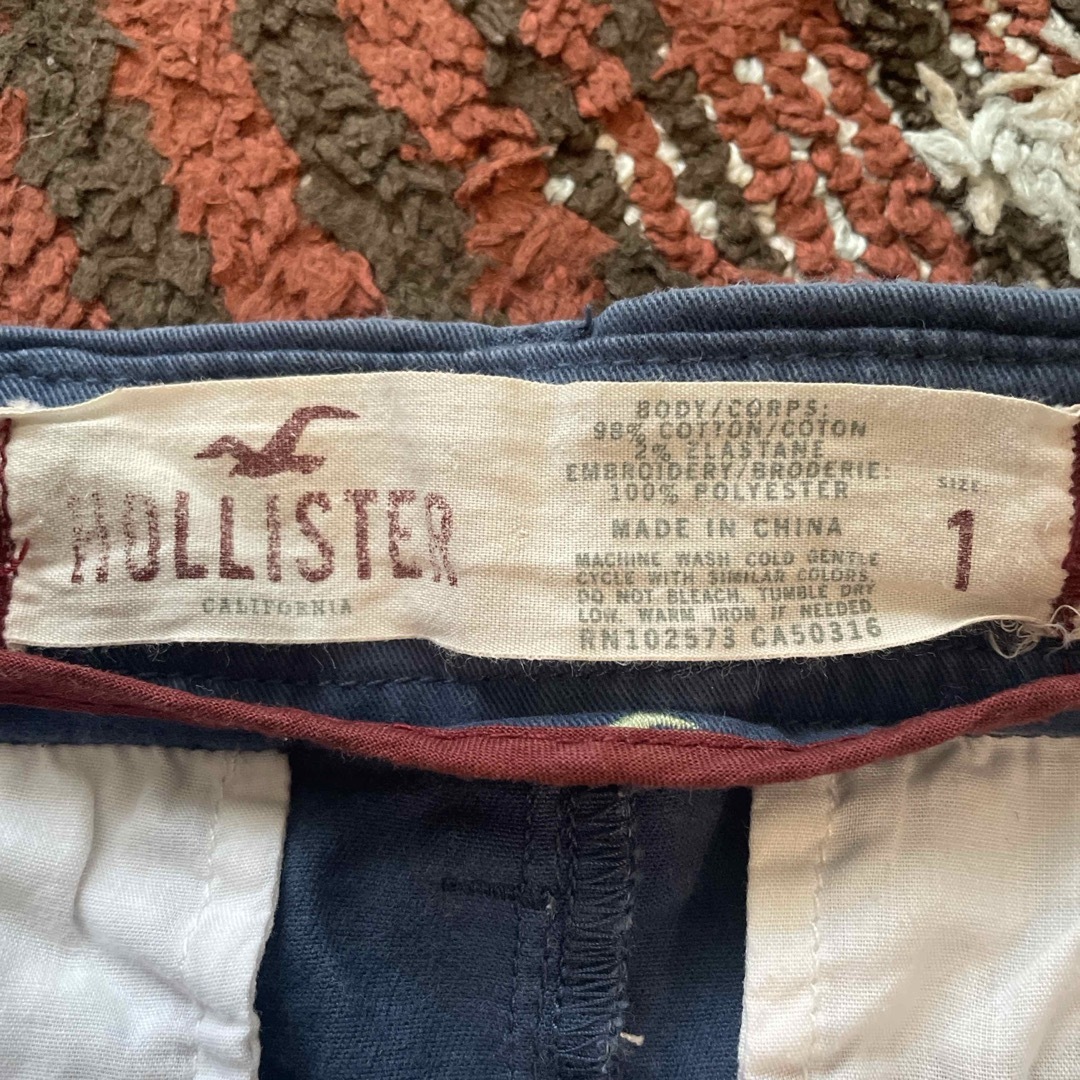 HOLLISTER
CALIFORNIA
BODY/CORPS:
98% COTTON/COTON
2% ELASTANE
EMBROIDERY/BRODERIE:
100% POLYESTER
MADE IN CHINA
MACHINE WASH COLD GENTLE
CYCLE WITH SIMILAR COLORS.
DO NOT BLEACH. TUMBLE DRY
LOW. WARM IRON IF NEEDED.
RN102573 CA50316
SIZE:
1